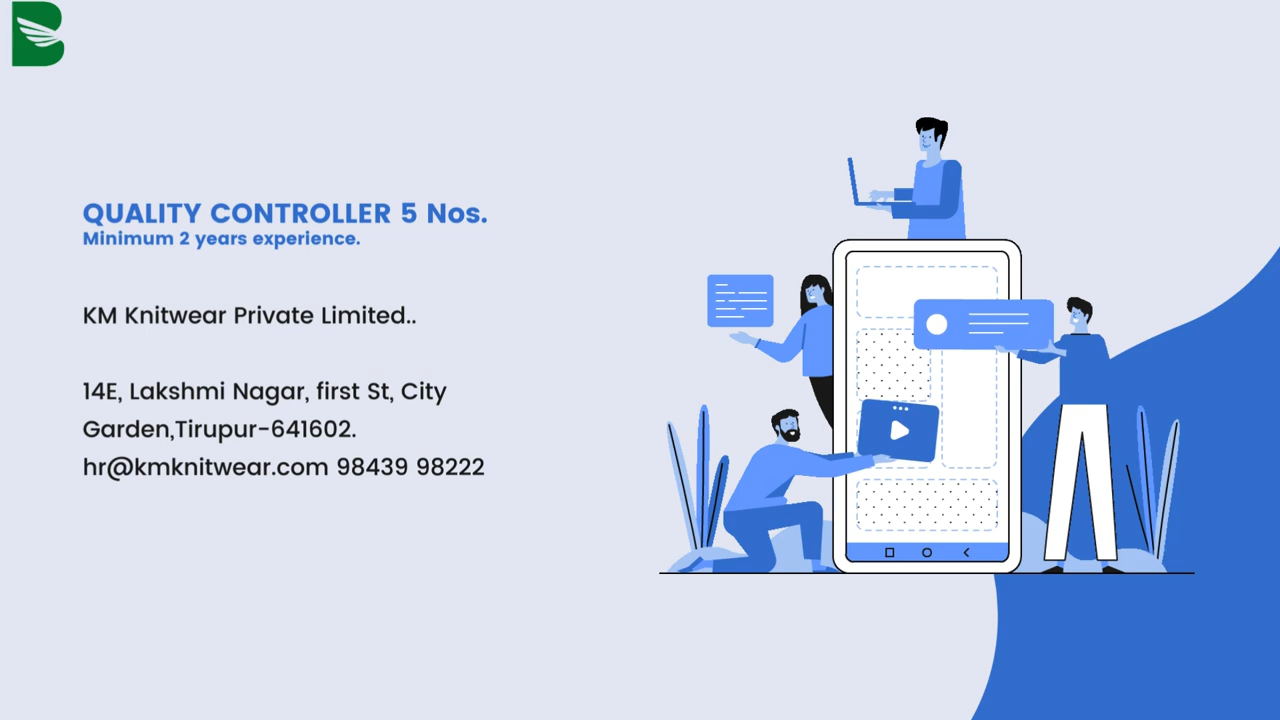 QUALITY CONTROLLER 5 Nos.
Minimum 2 years experience.
KM Knitwear Private Limited..
14E, Lakshmi Nagar, first St, City
Garden,Tirupur-641602.
hr@kmknitwear.com 98439 98222